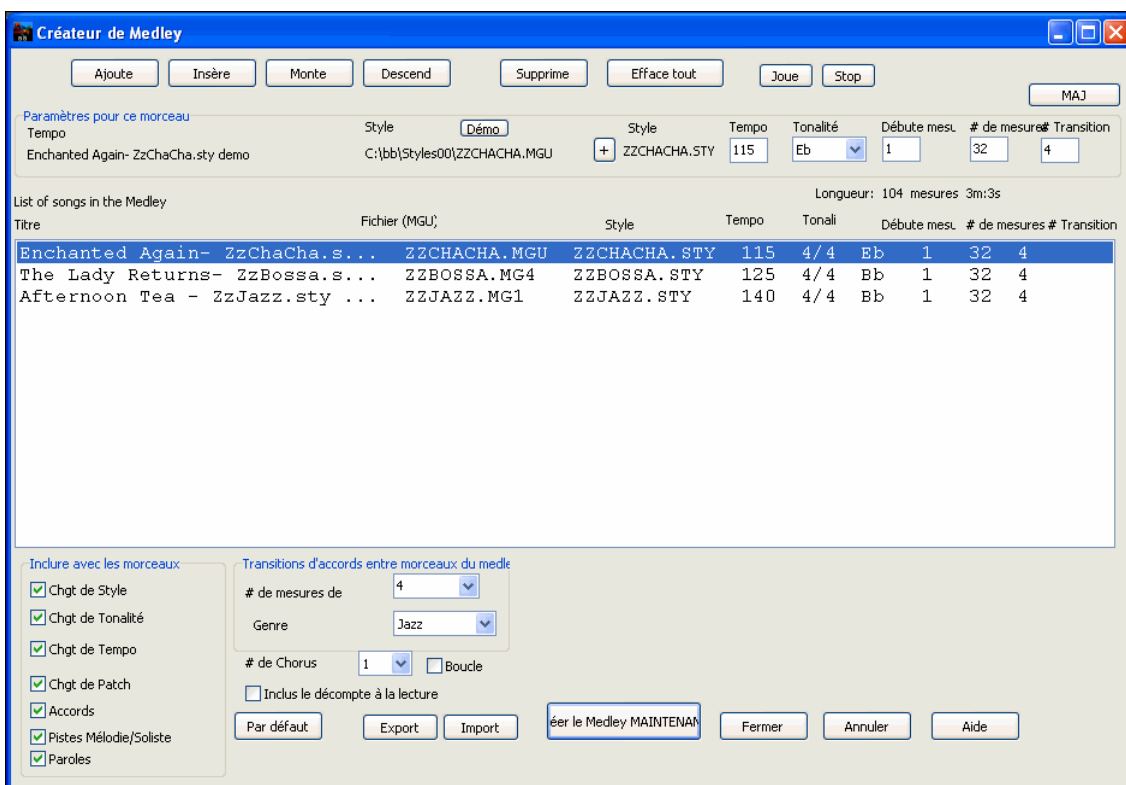 Créateur de Medley
Ajoute Insère Monte Descend Supprime Efface tout Joue Stop
MAJ
Paramètres pour ce morceau
Tempo Style Démo Style Tempo Tonalité Débute mesu # de mesures # Transition
Enchanted Again- ZzChaCha.sty demo C:\bb\Styles00\ZZCHACHA.MGU + ZZCHACHA.STY 115 Eb 1 32 4
Longueur: 104 mesures 3m:3s
List of songs in the Medley
Titre Fichier (MGU) Style Tempo Tonali Débute mesu # de mesures # Transition
Enchanted Again- ZzChaCha.s... ZZCHACHA.MGU ZZCHACHA.STY 115 4/4 Eb 1 32 4
The Lady Returns- ZzBossa.s... ZZBOSSA.MG4 ZZBOSSA.STY 125 4/4 Bb 1 32 4
Afternoon Tea - ZzJazz.sty ... ZZJAZZ.MG1 ZZJAZZ.STY 140 4/4 Bb 1 32 4
Inclure avec les morceaux
Chgt de Style
Chgt de Tonalité
Chgt de Tempo
Chgt de Patch
Accords
Pistes Mélodie/Soliste
Paroles
Transitions d'accords entre morceaux du medle
# de mesures de 4
Genre Jazz
# de Chorus 1 Boucle
Inclus le décompte à la lecture
Par défaut Export Import éer le Medley MAINTENAN Fermer Annuler Aide